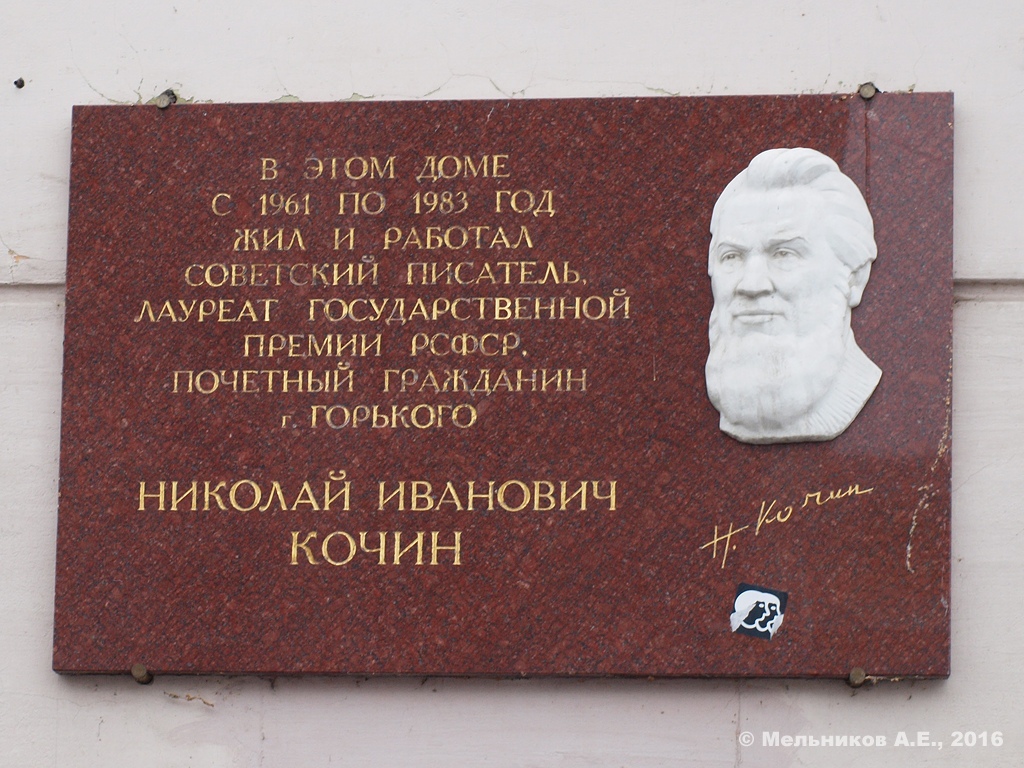 В ЭТОМ ДОМЕ
С 1961 ПО 1983 ГОД
ЖИЛ И РАБОТАЛ
СОВЕТСКИЙ ПИСАТЕЛЬ,
ЛАУРЕАТ ГОСУДАРСТВЕННОЙ
ПРЕМИИ РСФСР,
ПОЧЕТНЫЙ ГРАЖДАНИН
г. ГОРЬКОГО
НИКОЛАЙ ИВАНОВИЧ
КОЧИН
Н. Кочин
© Мельников А.Е., 2016